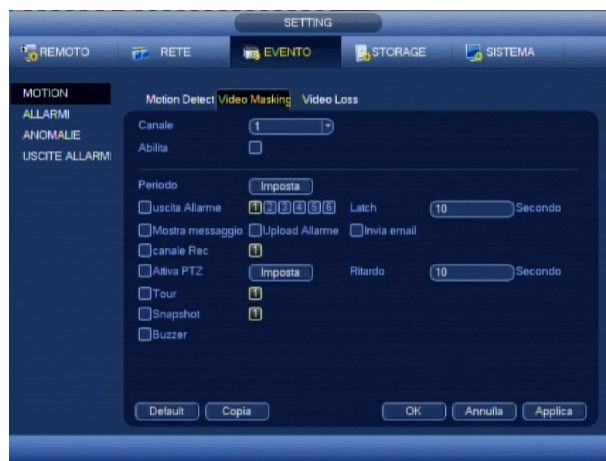 SETTING
REMOTO RETE EVENTO STORAGE SISTEMA
MOTION
ALLARMI
ANOMALIE
USCITE ALLARMI
Motion Detect Video Masking Video Loss
Canale 1
Abilita
Periodo Imposta
uscita Allarme 1 2 3 4 5 6 Latch 10 Secondo
Mostra messaggio Upload Allarme Invia email
canale Rec 1
Attiva PTZ Imposta Ritardo 10 Secondo
Tour 1
Snapshot 1
Buzzer
Default Copia OK Annulla Applica